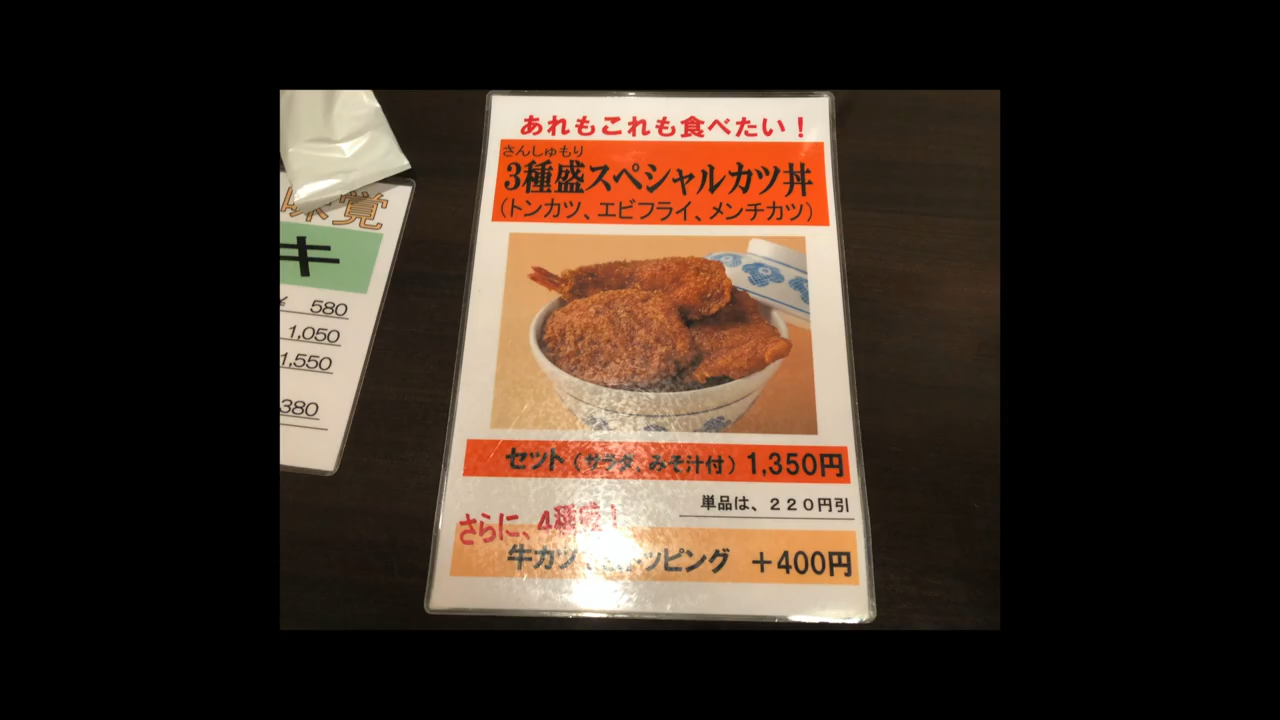 あれもこれも食べたい！
さんしゅもり
3種盛スペシャルカツ丼
（トンカツ、エビフライ、メンチカツ）
セット（サラダ、みそ汁付）1,350円
単品は、220円引
さらに、4種盛！
牛カツ トッピング +400円
味覚
キ
¥ 580
1,050
1,550
380